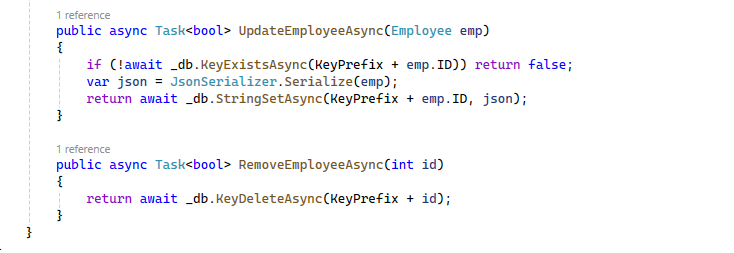 1 reference
public async Task<bool> UpdateEmployeeAsync(Employee emp)
{
if (!await _db.KeyExistsAsync(KeyPrefix + emp.ID)) return false;
var json = JsonSerializer.Serialize(emp);
return await _db.StringSetAsync(KeyPrefix + emp.ID, json);
}
1 reference
public async Task<bool> RemoveEmployeeAsync(int id)
{
return await _db.KeyDeleteAsync(KeyPrefix + id);
}
}